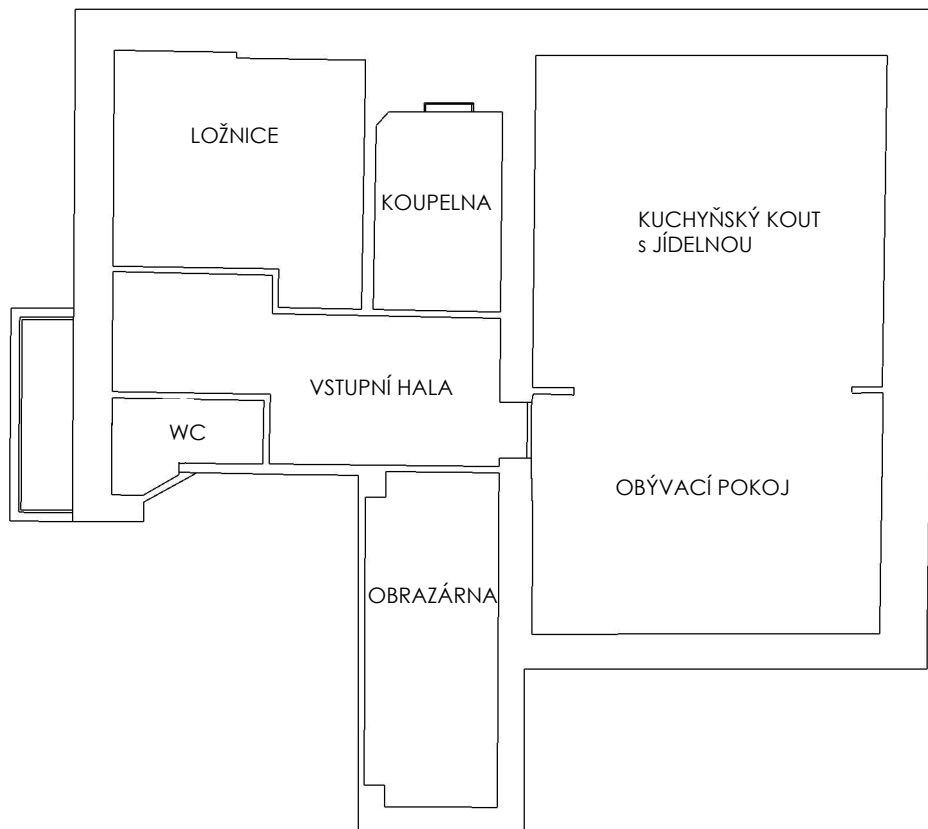 LOŽNICE
KOUPELNA
KUCHYŇSKÝ KOUT
s JÍDELNOU
VSTUPNÍ HALA
WC
OBÝVACÍ POKOJ
OBRAZÁRNA